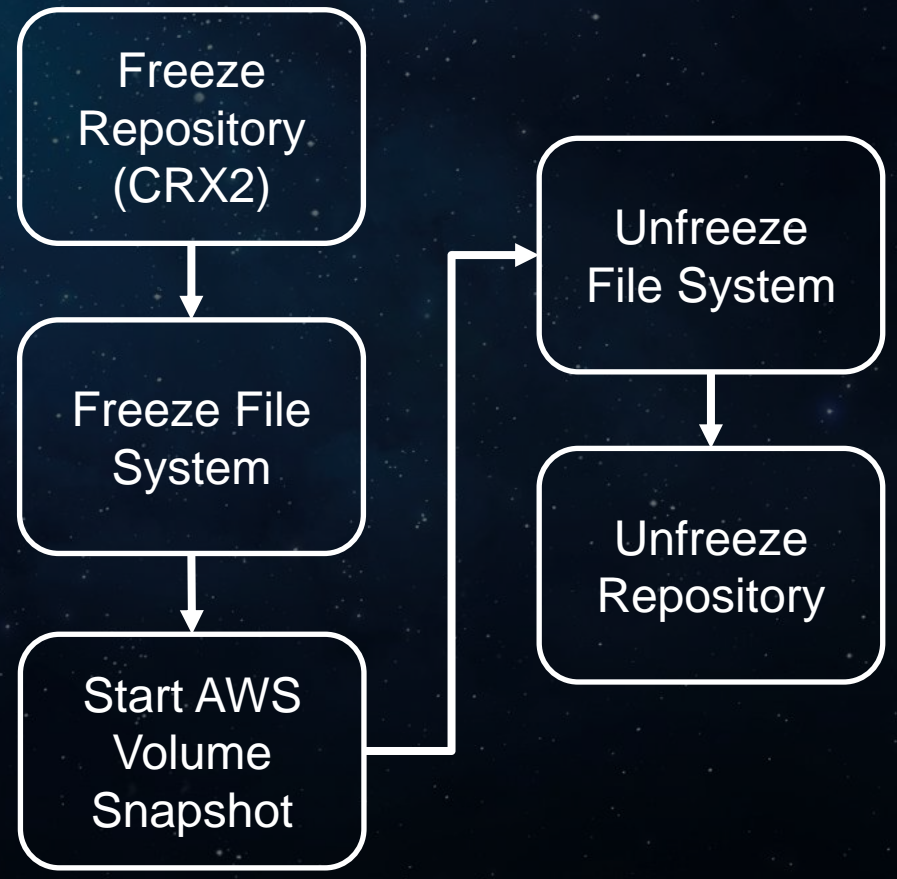 Freeze
Repository
(CRX2)
Freeze File
System
Start AWS
Volume
Snapshot
Unfreeze
File System
Unfreeze
Repository